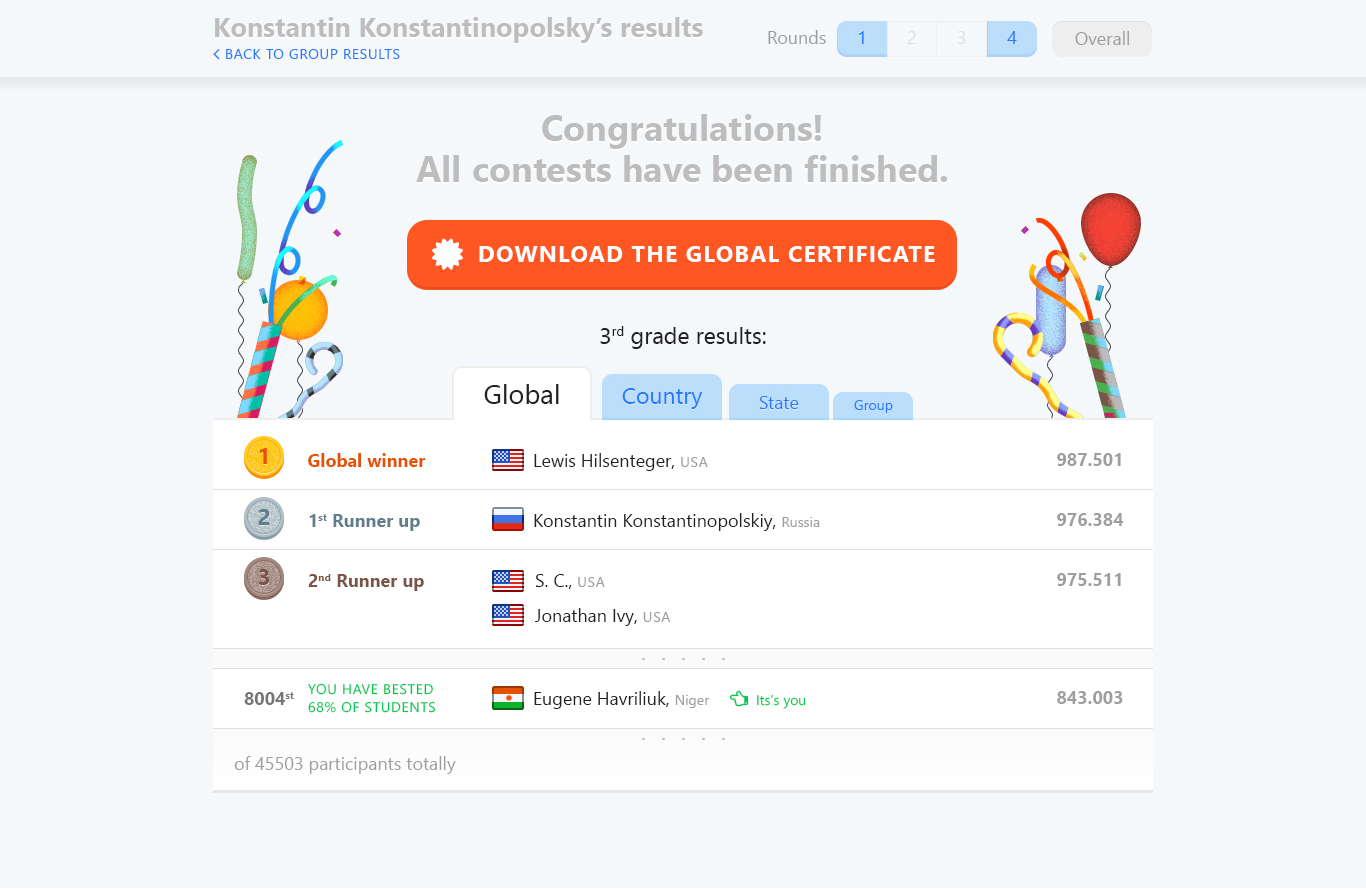 Konstantin Konstantinopolsky’s results
< BACK TO GROUP RESULTS
Rounds 1 2 3 4 Overall
Congratulations!
All contests have been finished.
DOWNLOAD THE GLOBAL CERTIFICATE
3rd grade results:
Global Country State Group
1 Global winner Lewis Hilsenteger, USA 987.501
2 1st Runner up Konstantin Konstantinopolskiy, Russia 976.384
3 2nd Runner up S. C., USA 975.511
Jonathan Ivy, USA
. . . . .
8004st YOU HAVE BESTED 68% OF STUDENTS Eugene Havriliuk, Niger Its’s you 843.003
. . . . .
of 45503 participants totally